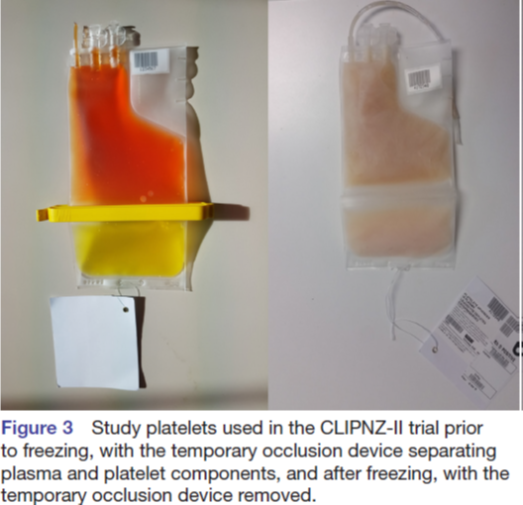 Figure 3 Study platelets used in the CLIPNZ-II trial prior
to freezing, with the temporary occlusion device separating
plasma and platelet components, and after freezing, with the
temporary occlusion device removed.